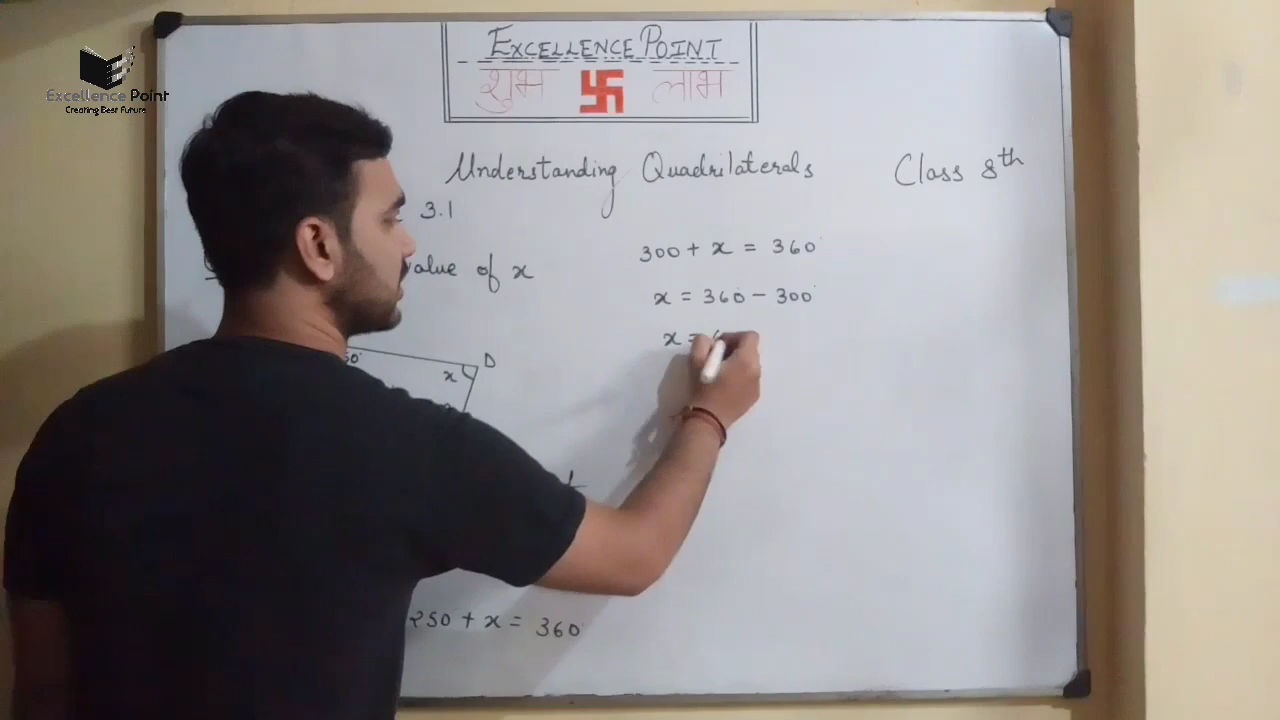 EXCELLENCE POINT
शुभ लाभ
Excellence Point
Creating Best Future
Understanding Quadrilaterals Class 8th
3.1
value of x
300 + x = 360°
x = 360° - 300°
x =
50°
x
D
250 + x = 360°